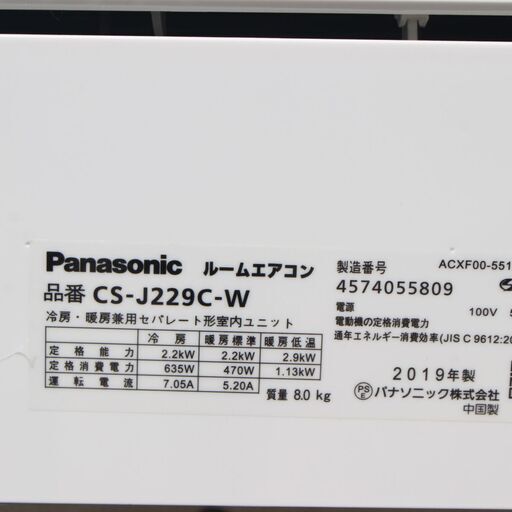 Panasonic ルームエアコン
品番 CS-J229C-W
冷房・暖房兼用セパレート形室内ユニット
冷房 暖房標準 暖房低温
定格能力 2.2kW 2.2kW 2.9kW
定格消費電力 635W 470W 1.13kW
運転電流 7.05A 5.20A
質量 8.0 kg
製造番号 ACXF00-551
4574055809
電源 100V
電動機の定格消費電力
通年エネルギー消費効率(JIS C 9612:20
2019年製
PSE パナソニック株式会社
中国製